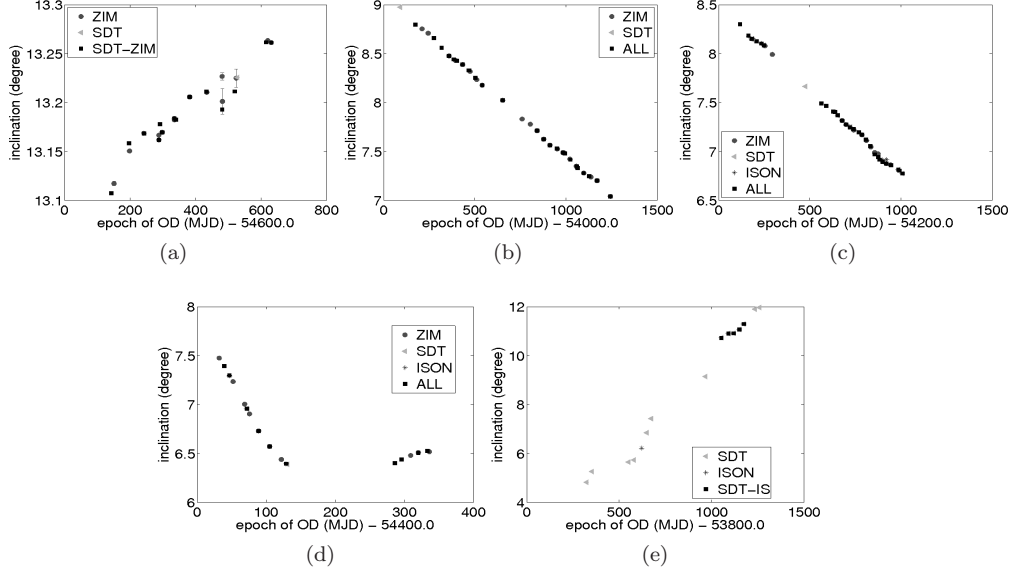 13.3
13.25
13.2
13.15
13.1
inclination (degree)
ZIM
SDT
SDT-ZIM
0 200 400 600 800
epoch of OD (MJD) - 54600.0
(a)
9
8.5
8
7.5
7
inclination (degree)
ZIM
SDT
ALL
0 500 1000 1500
epoch of OD (MJD) - 54000.0
(b)
8.5
8
7.5
7
6.5
inclination (degree)
ZIM
SDT
ISON
ALL
0 500 1000 1500
epoch of OD (MJD) - 54200.0
(c)
8
7.5
7
6.5
6
inclination (degree)
ZIM
SDT
ISON
ALL
0 100 200 300 400
epoch of OD (MJD) - 54400.0
(d)
12
10
8
6
4
inclination (degree)
SDT
ISON
SDT-IS
0 500 1000 1500
epoch of OD (MJD) - 53800.0
(e)